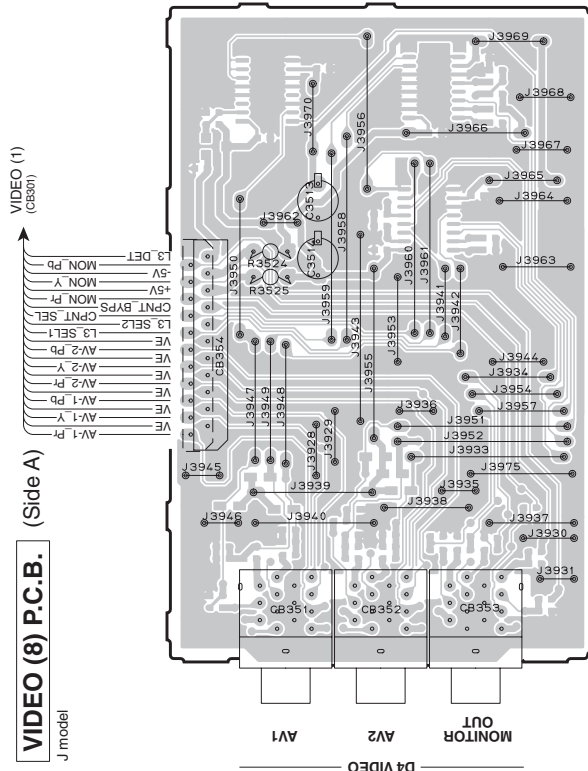 VIDEO (8) P.C.B.
(Side A)
J model
VIDEO (1)
(CB301)
L3_DET
MON_Pb
-5V
MON_Y
+5V
MON_Pr
CPNT_BYPS
CPNT_SEL
L3_SEL2
L3_SEL1
VE
AV-2_Pb
VE
AV-2_Y
VE
AV-2_Pr
VE
AV-1_Pb
VE
AV-1_Y
VE
AV-1_Pr
CB354
J3969
J3970
J3956
J3968
J3966
J3967
J3965
J3964
C3513
J3962
J3958
J3950
R3524
C3514
R3525
J3960
J3961
J3963
J3941
J3942
J3959
J3943
J3953
J3955
J3944
J3934
J3947
J3949
J3948
J3954
J3936
J3957
J3951
J3928
J3929
J3952
J3933
J3945
J3975
J3939
J3935
J3938
J3946
J3940
J3937
J3930
J3931
CB351
CB352
CB353
AV1
AV2
MONITOR
OUT
D4 VIDEO